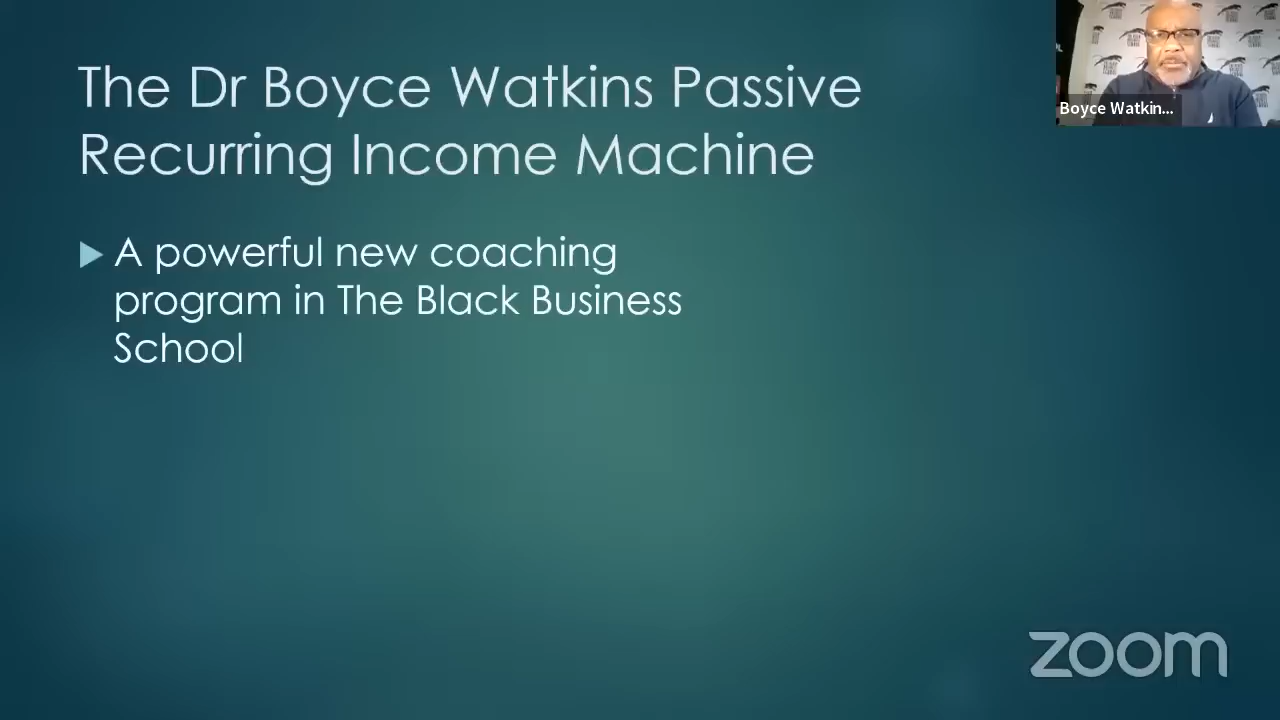 The Dr Boyce Watkins Passive
Recurring Income Machine
A powerful new coaching
program in The Black Business
School
Boyce Watkin...
zoom